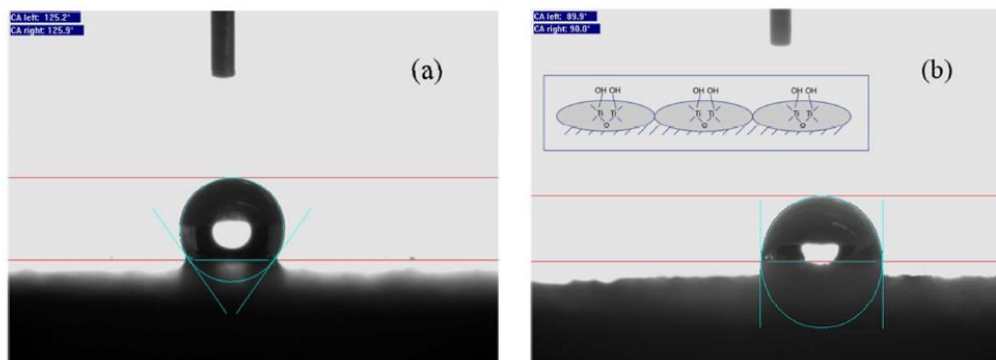 CA left: 125.2°
CA right: 125.9°
(a)
CA left: 89.9°
CA right: 90.0°
(b)
OH OH OH OH OH OH
Ti Ti Ti Ti Ti Ti
O O O